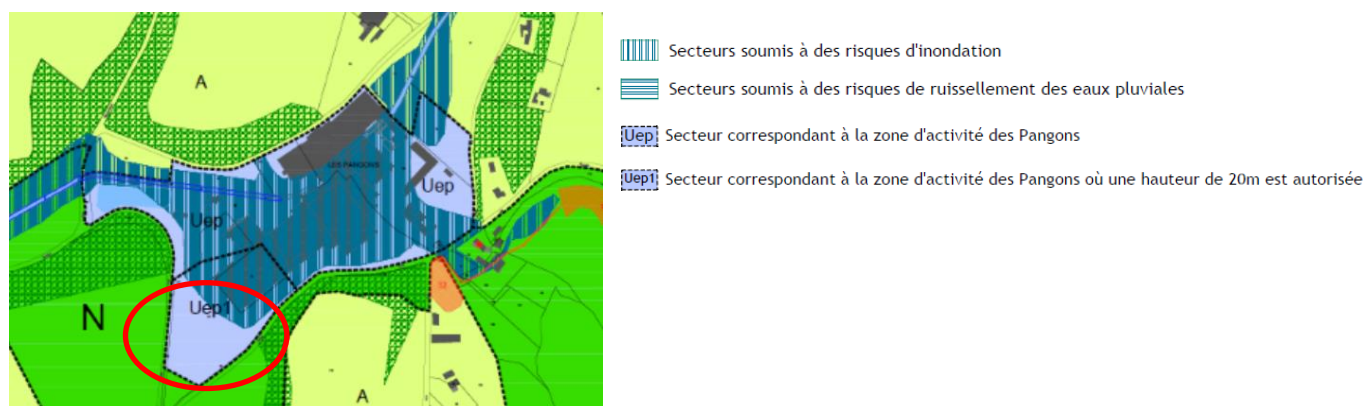 A
LES PANGONS
Uep
Uep
Uep1
N
A
Secteurs soumis à des risques d'inondation
Secteurs soumis à des risques de ruissellement des eaux pluviales
Uep Secteur correspondant à la zone d'activité des Pangons
Uep1 Secteur correspondant à la zone d'activité des Pangons où une hauteur de 20m est autorisée